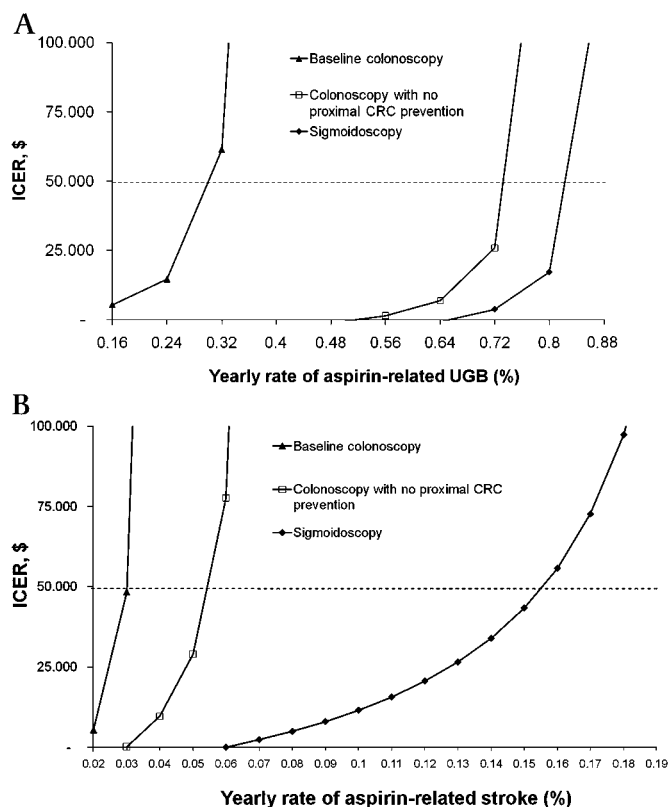 A
100.000
75.000
50.000
25.000
-
ICER, $
Baseline colonoscopy
Colonoscopy with no
proximal CRC prevention
Sigmoidoscopy
0.16 0.24 0.32 0.4 0.48 0.56 0.64 0.72 0.8 0.88
Yearly rate of aspirin-related UGB (%)
B
100.000
75.000
50.000
25.000
-
ICER, $
Baseline colonoscopy
Colonoscopy with no proximal CRC
prevention
Sigmoidoscopy
0.02 0.03 0.04 0.05 0.06 0.07 0.08 0.09 0.10 0.11 0.12 0.13 0.14 0.15 0.16 0.17 0.18 0.19
Yearly rate of aspirin-related stroke (%)